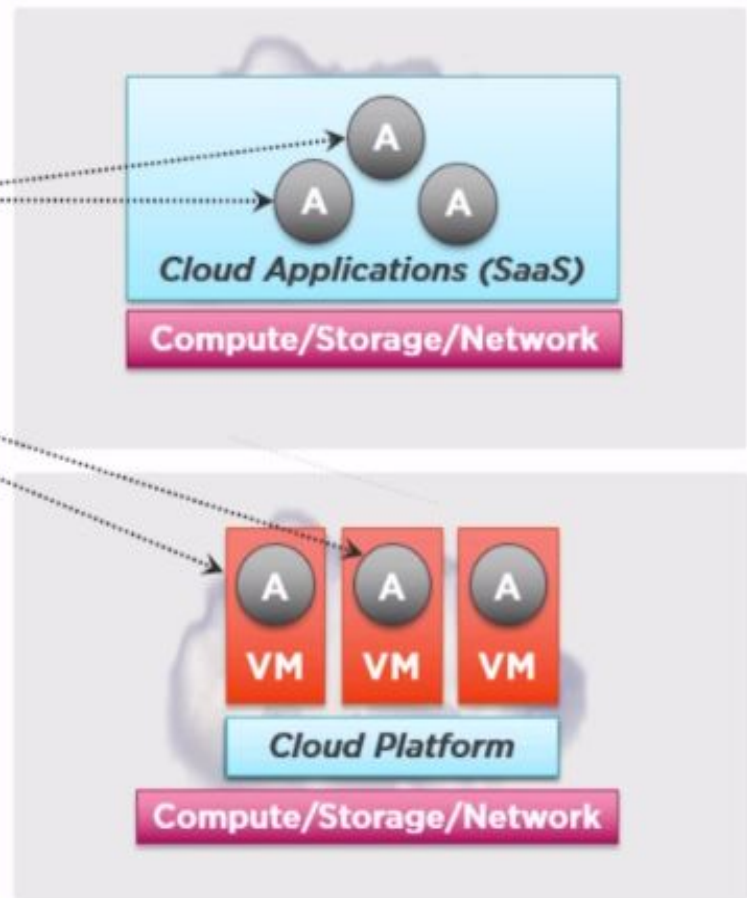 A
A A
Cloud Applications (SaaS)
Compute/Storage/Network
A A A
VM VM VM
Cloud Platform
Compute/Storage/Network